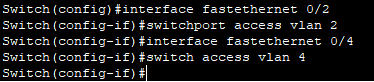 Switch(config)#interface fastethernet 0/2
Switch(config-if)#switchport access vlan 2
Switch(config-if)#interface fastethernet 0/4
Switch(config-if)#switch access vlan 4
Switch(config-if)#